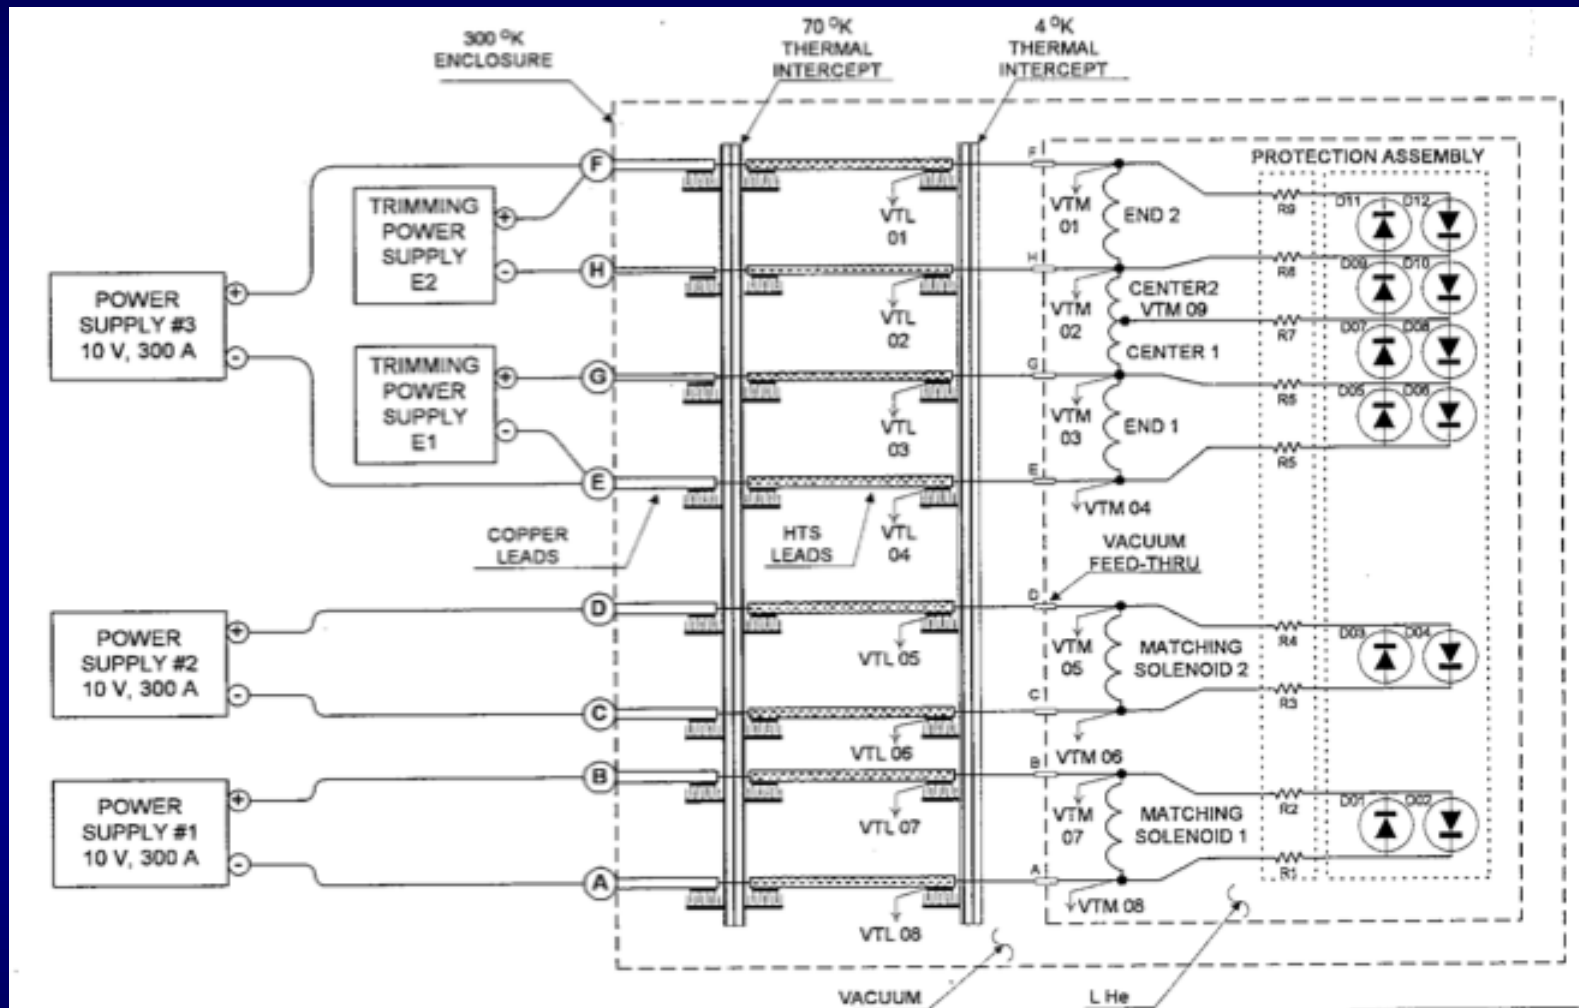 300 °K
ENCLOSURE
70 °K
THERMAL
INTERCEPT
4 °K
THERMAL
INTERCEPT
PROTECTION ASSEMBLY
POWER
SUPPLY #3
10 V, 300 A
+
-
TRIMMING
POWER
SUPPLY
E2
+
-
TRIMMING
POWER
SUPPLY
E1
+
-
F
H
G
E
COPPER
LEADS
HTS
LEADS
VTL
01
VTL
02
VTL
03
VTL
04
F
H
G
E
VTM
01
END 2
CENTER2
VTM 09
VTM
02
CENTER 1
VTM
03
END 1
VTM 04
R9
R8
R7
R6
R5
D11
D12
D09
D10
D07
D08
D05
D06
VACUUM
FEED-THRU
POWER
SUPPLY #2
10 V, 300 A
+
-
D
C
VTL 05
VTL 06
D
C
VTM
05
MATCHING
SOLENOID 2
VTM 06
R4
R3
D03
D04
POWER
SUPPLY #1
10 V, 300 A
+
-
B
A
VTL 07
VTL 08
B
A
VTM
07
MATCHING
SOLENOID 1
VTM 08
R2
R1
D01
D02
VACUUM
L He